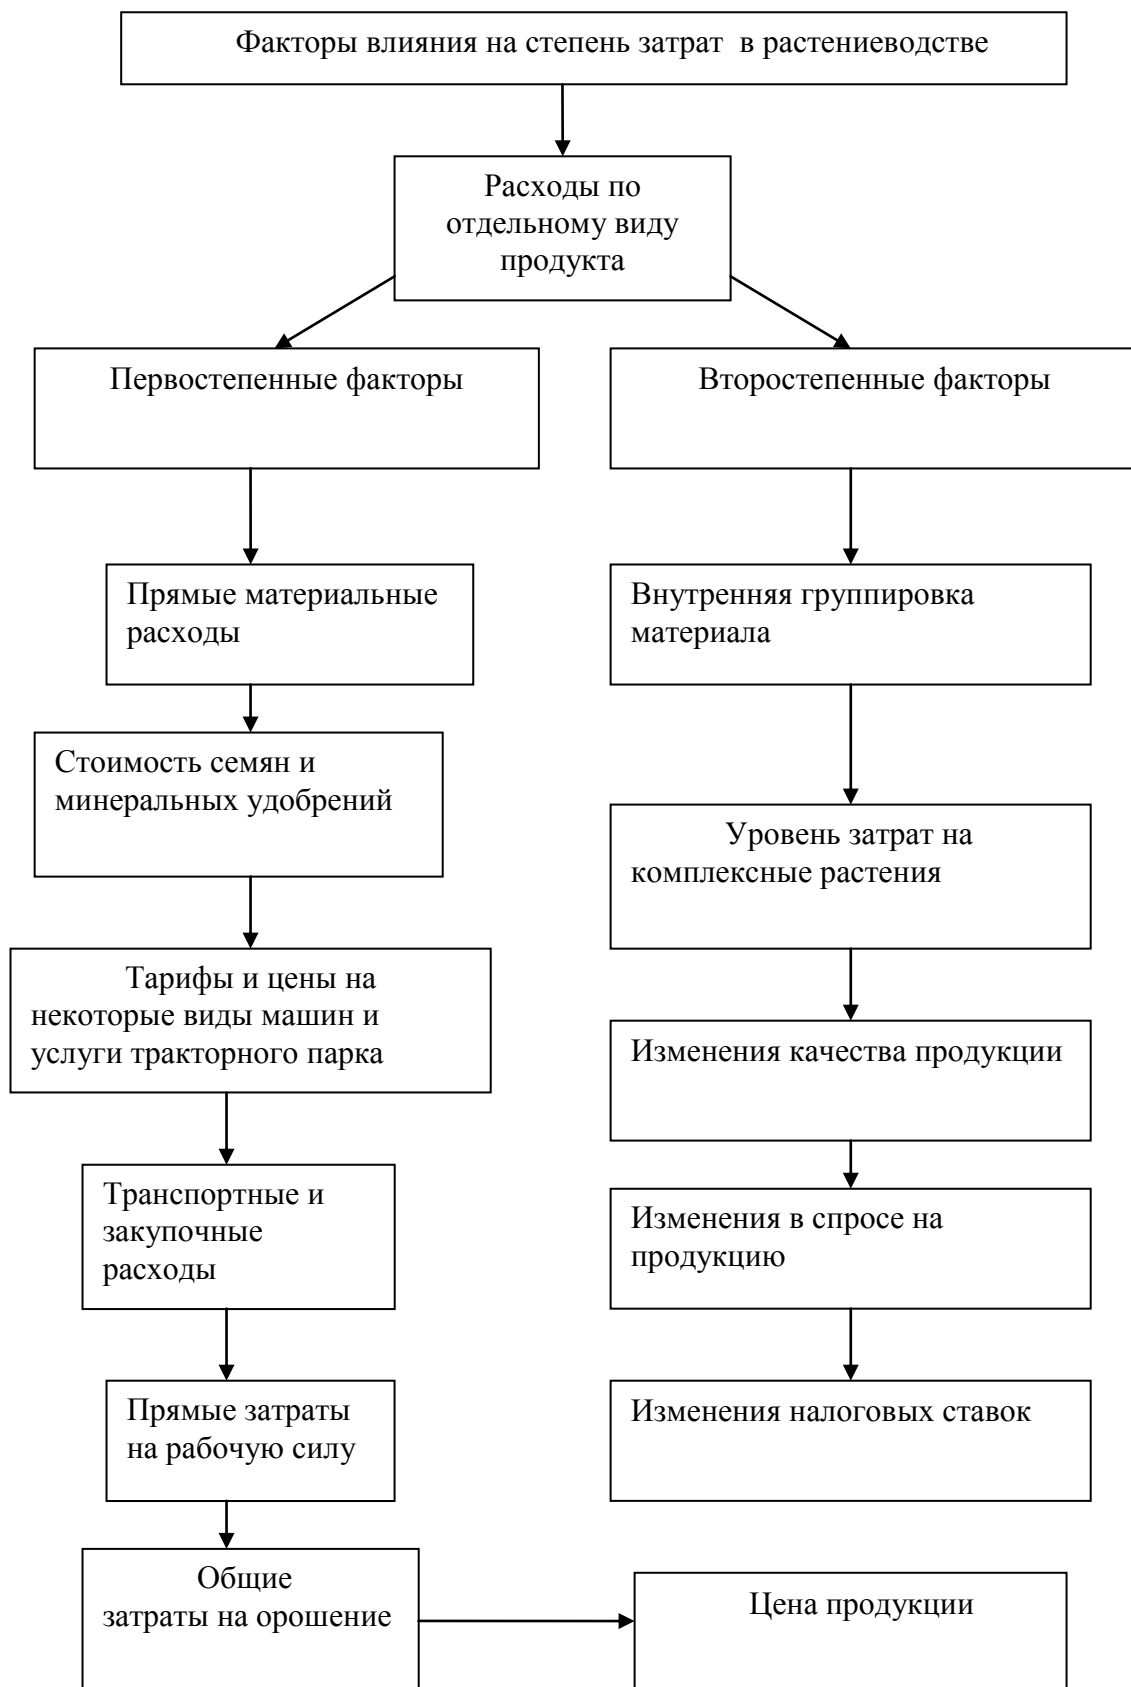 Факторы влияния на степень затрат в растениеводстве
Расходы по
отдельному виду
продукта
Первостепенные факторы
Второстепенные факторы
Прямые материальные
расходы
Внутренняя группировка
материала
Стоимость семян и
минеральных удобрений
Уровень затрат на
комплексные растения
Тарифы и цены на
некоторые виды машин и
услуги тракторного парка
Изменения качества продукции
Транспортные и
закупочные
расходы
Изменения в спросе на
продукцию
Прямые затраты
на рабочую силу
Изменения налоговых ставок
Общие
затраты на орошение
Цена продукции